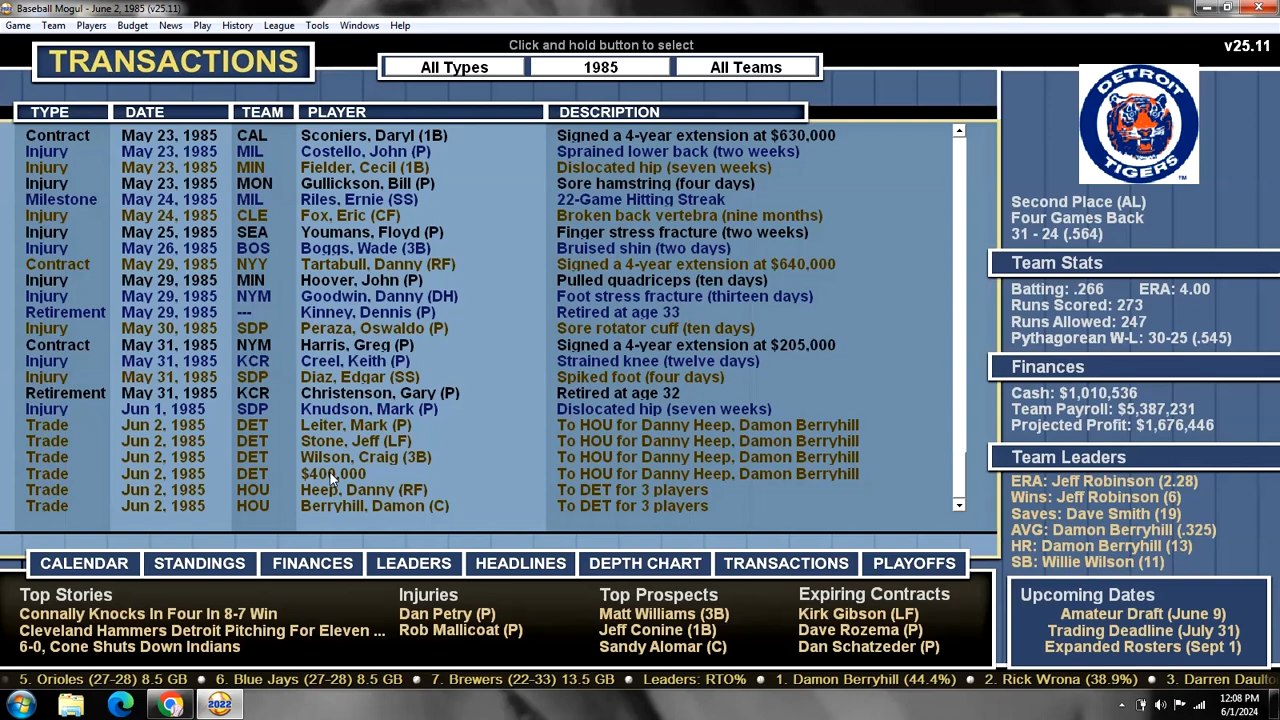 Baseball Mogul - June 2, 1985 (v25.11)
Game Team Players Budget News Play History League Tools Windows Help
Click and hold button to select
v25.11
TRANSACTIONS
All Types 1985 All Teams
TYPE DATE TEAM PLAYER DESCRIPTION
Contract May 23, 1985 CAL Sconiers, Daryl (1B) Signed a 4-year extension at $630,000
Injury May 23, 1985 MIL Costello, John (P) Sprained lower back (two weeks)
Injury May 23, 1985 MIN Fielder, Cecil (1B) Dislocated hip (seven weeks)
Injury May 23, 1985 MON Gullickson, Bill (P) Sore hamstring (four days)
Milestone May 24, 1985 MIL Riles, Ernie (SS) 22-Game Hitting Streak
Injury May 24, 1985 CLE Fox, Eric (CF) Broken back vertebra (nine months)
Injury May 25, 1985 SEA Youmans, Floyd (P) Finger stress fracture (two weeks)
Injury May 26, 1985 BOS Boggs, Wade (3B) Bruised shin (two days)
Contract May 29, 1985 NYY Tartabull, Danny (RF) Signed a 4-year extension at $640,000
Injury May 29, 1985 MIN Hoover, John (P) Pulled quadriceps (ten days)
Injury May 29, 1985 NYM Goodwin, Danny (DH) Foot stress fracture (thirteen days)
Retirement May 29, 1985 --- Kinney, Dennis (P) Retired at age 33
Injury May 30, 1985 SDP Peraza, Oswaldo (P) Sore rotator cuff (ten days)
Contract May 31, 1985 NYM Harris, Greg (P) Signed a 4-year extension at $205,000
Injury May 31, 1985 KCR Creel, Keith (P) Strained knee (twelve days)
Injury May 31, 1985 SDP Diaz, Edgar (SS) Spiked foot (four days)
Retirement May 31, 1985 KCR Christenson, Gary (P) Retired at age 32
Injury Jun 1, 1985 SDP Knudson, Mark (P) Dislocated hip (seven weeks)
Trade Jun 2, 1985 DET Leiter, Mark (P) To HOU for Danny Heep, Damon Berryhill
Trade Jun 2, 1985 DET Stone, Jeff (LF) To HOU for Danny Heep, Damon Berryhill
Trade Jun 2, 1985 DET Wilson, Craig (3B) To HOU for Danny Heep, Damon Berryhill
Trade Jun 2, 1985 DET $400,000 To HOU for Danny Heep, Damon Berryhill
Trade Jun 2, 1985 HOU Heep, Danny (RF) To DET for 3 players
Trade Jun 2, 1985 HOU Berryhill, Damon (C) To DET for 3 players
DETROIT
TIGERS
TM
Second Place (AL)
Four Games Back
31 - 24 (.564)
Team Stats
Batting: .266 ERA: 4.00
Runs Scored: 273
Runs Allowed: 247
Pythagorean W-L: 30-25 (.545)
Finances
Cash: $1,010,536
Team Payroll: $5,387,231
Projected Profit: $1,676,446
Team Leaders
ERA: Jeff Robinson (2.28)
Wins: Jeff Robinson (6)
Saves: Dave Smith (19)
AVG: Damon Berryhill (.325)
HR: Damon Berryhill (13)
SB: Willie Wilson (11)
CALENDAR STANDINGS FINANCES LEADERS HEADLINES DEPTH CHART TRANSACTIONS PLAYOFFS
Top Stories
Connally Knocks In Four In 8-7 Win
Cleveland Hammers Detroit Pitching For Eleven ...
6-0, Cone Shuts Down Indians
Injuries
Dan Petry (P)
Rob Mallicoat (P)
Top Prospects
Matt Williams (3B)
Jeff Conine (1B)
Sandy Alomar (C)
Expiring Contracts
Kirk Gibson (LF)
Dave Rozema (P)
Dan Schatzeder (P)
Upcoming Dates
Amateur Draft (June 9)
Trading Deadline (July 31)
Expanded Rosters (Sept 1)
5. Orioles (27-28) 8.5 GB • 6. Blue Jays (27-28) 8.5 GB • 7. Brewers (22-33) 13.5 GB • Leaders: RTO% • 1. Damon Berryhill (44.4%) • 2. Rick Wrona (38.9%) • 3. Darren Daulto
2022
12:08 PM
6/1/2024